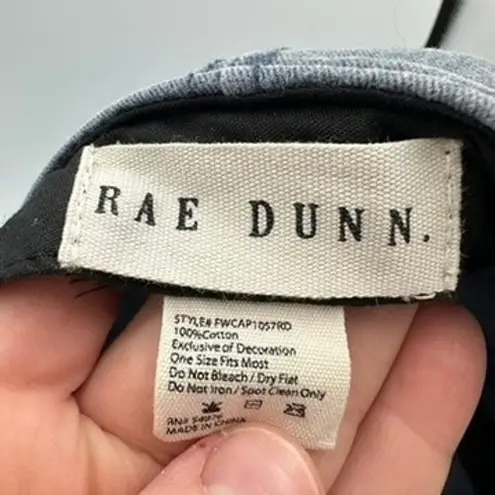 RAE DUNN.
STYLE# FWCAP1057RD
100%Cotton
Exclusive of Decoration
One Size Fits Most
Do Not Bleach / Dry Flat
Do Not Iron / Spot Clean Only
MADE IN CHINA